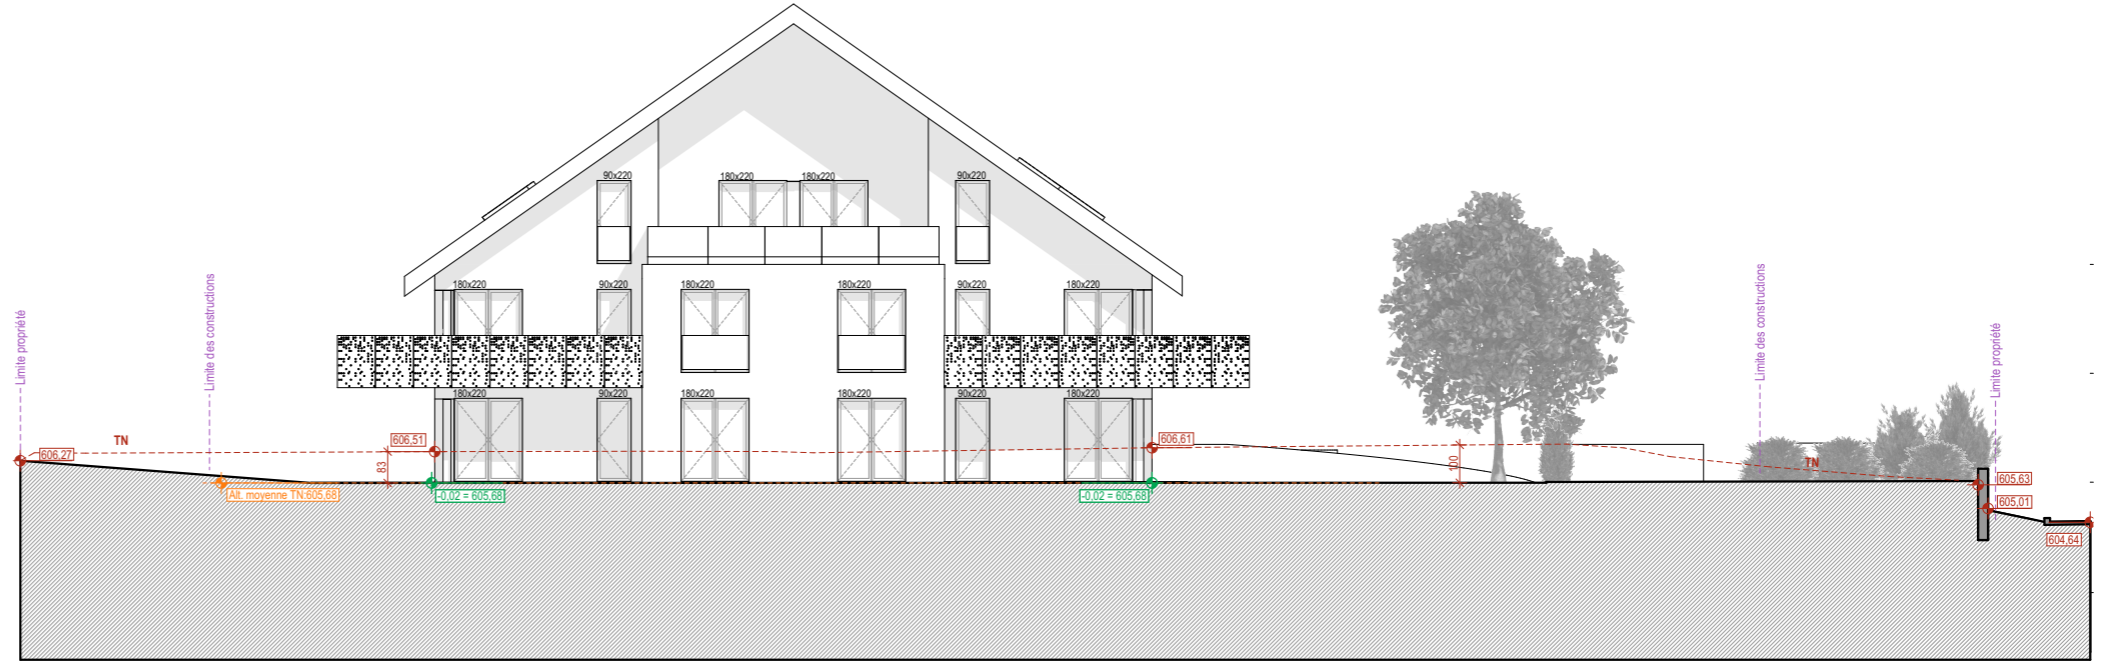 90x220
180x220
180x220
90x220
180x220
90x220
180x220
180x220
90x220
180x220
Limite propriété
Limite des constructions
Limite des constructions
Limite propriété
180x220
90x220
180x220
180x220
90x220
180x220
TN
606,27
606,51
83
606,61
100
TN
605,63
605,01
604,64
Alt. moyenne TN:605,68
-0,02 = 605,68
-0,02 = 605,68